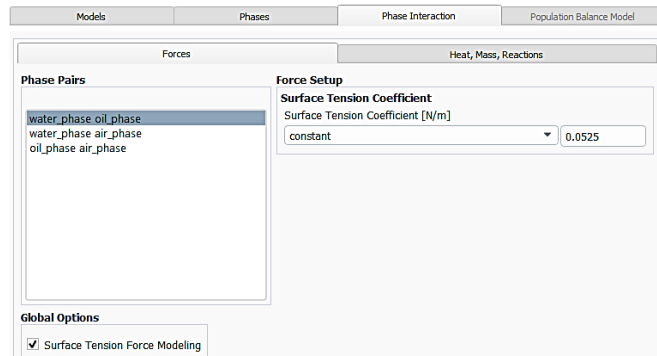 Models Phases Phase Interaction Population Balance Model
Forces Heat, Mass, Reactions
Phase Pairs Force Setup
Surface Tension Coefficient
Surface Tension Coefficient [N/m]
water_phase oil_phase
water_phase air_phase constant 0.0525
oil_phase air_phase
Global Options
Surface Tension Force Modeling